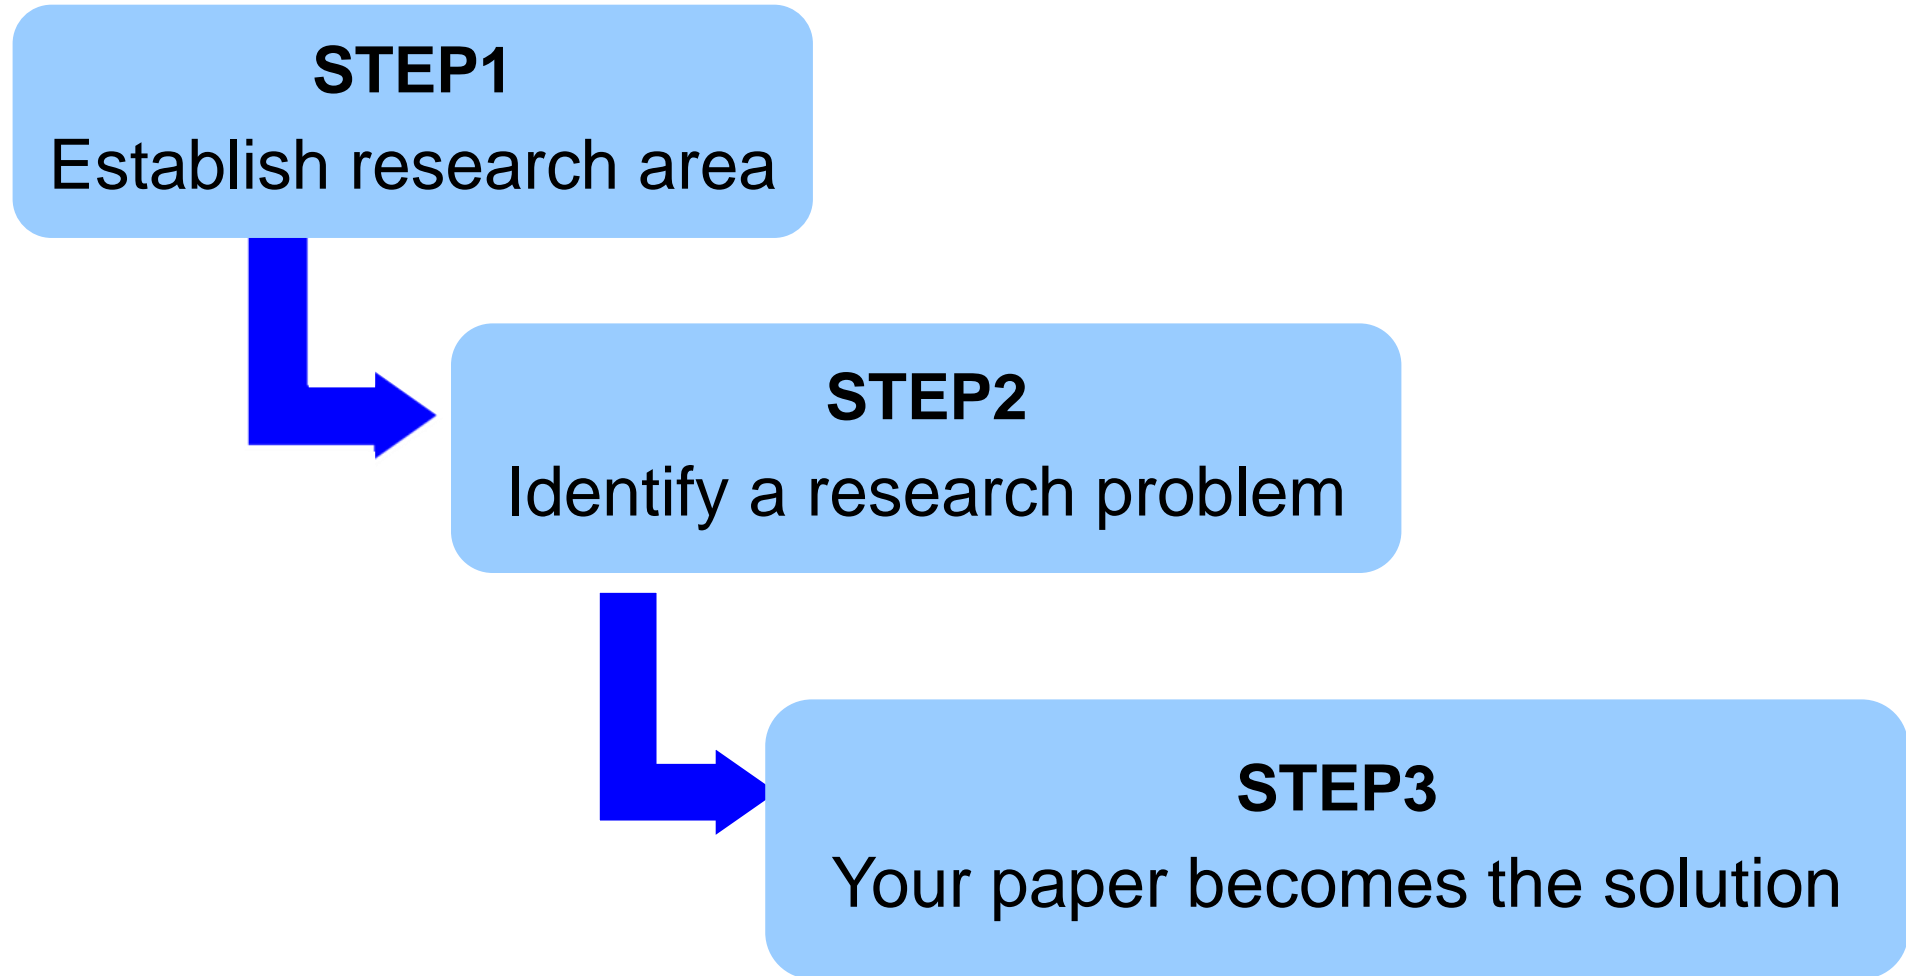 STEP1
Establish research area
STEP2
Identify a research problem
STEP3
Your paper becomes the solution